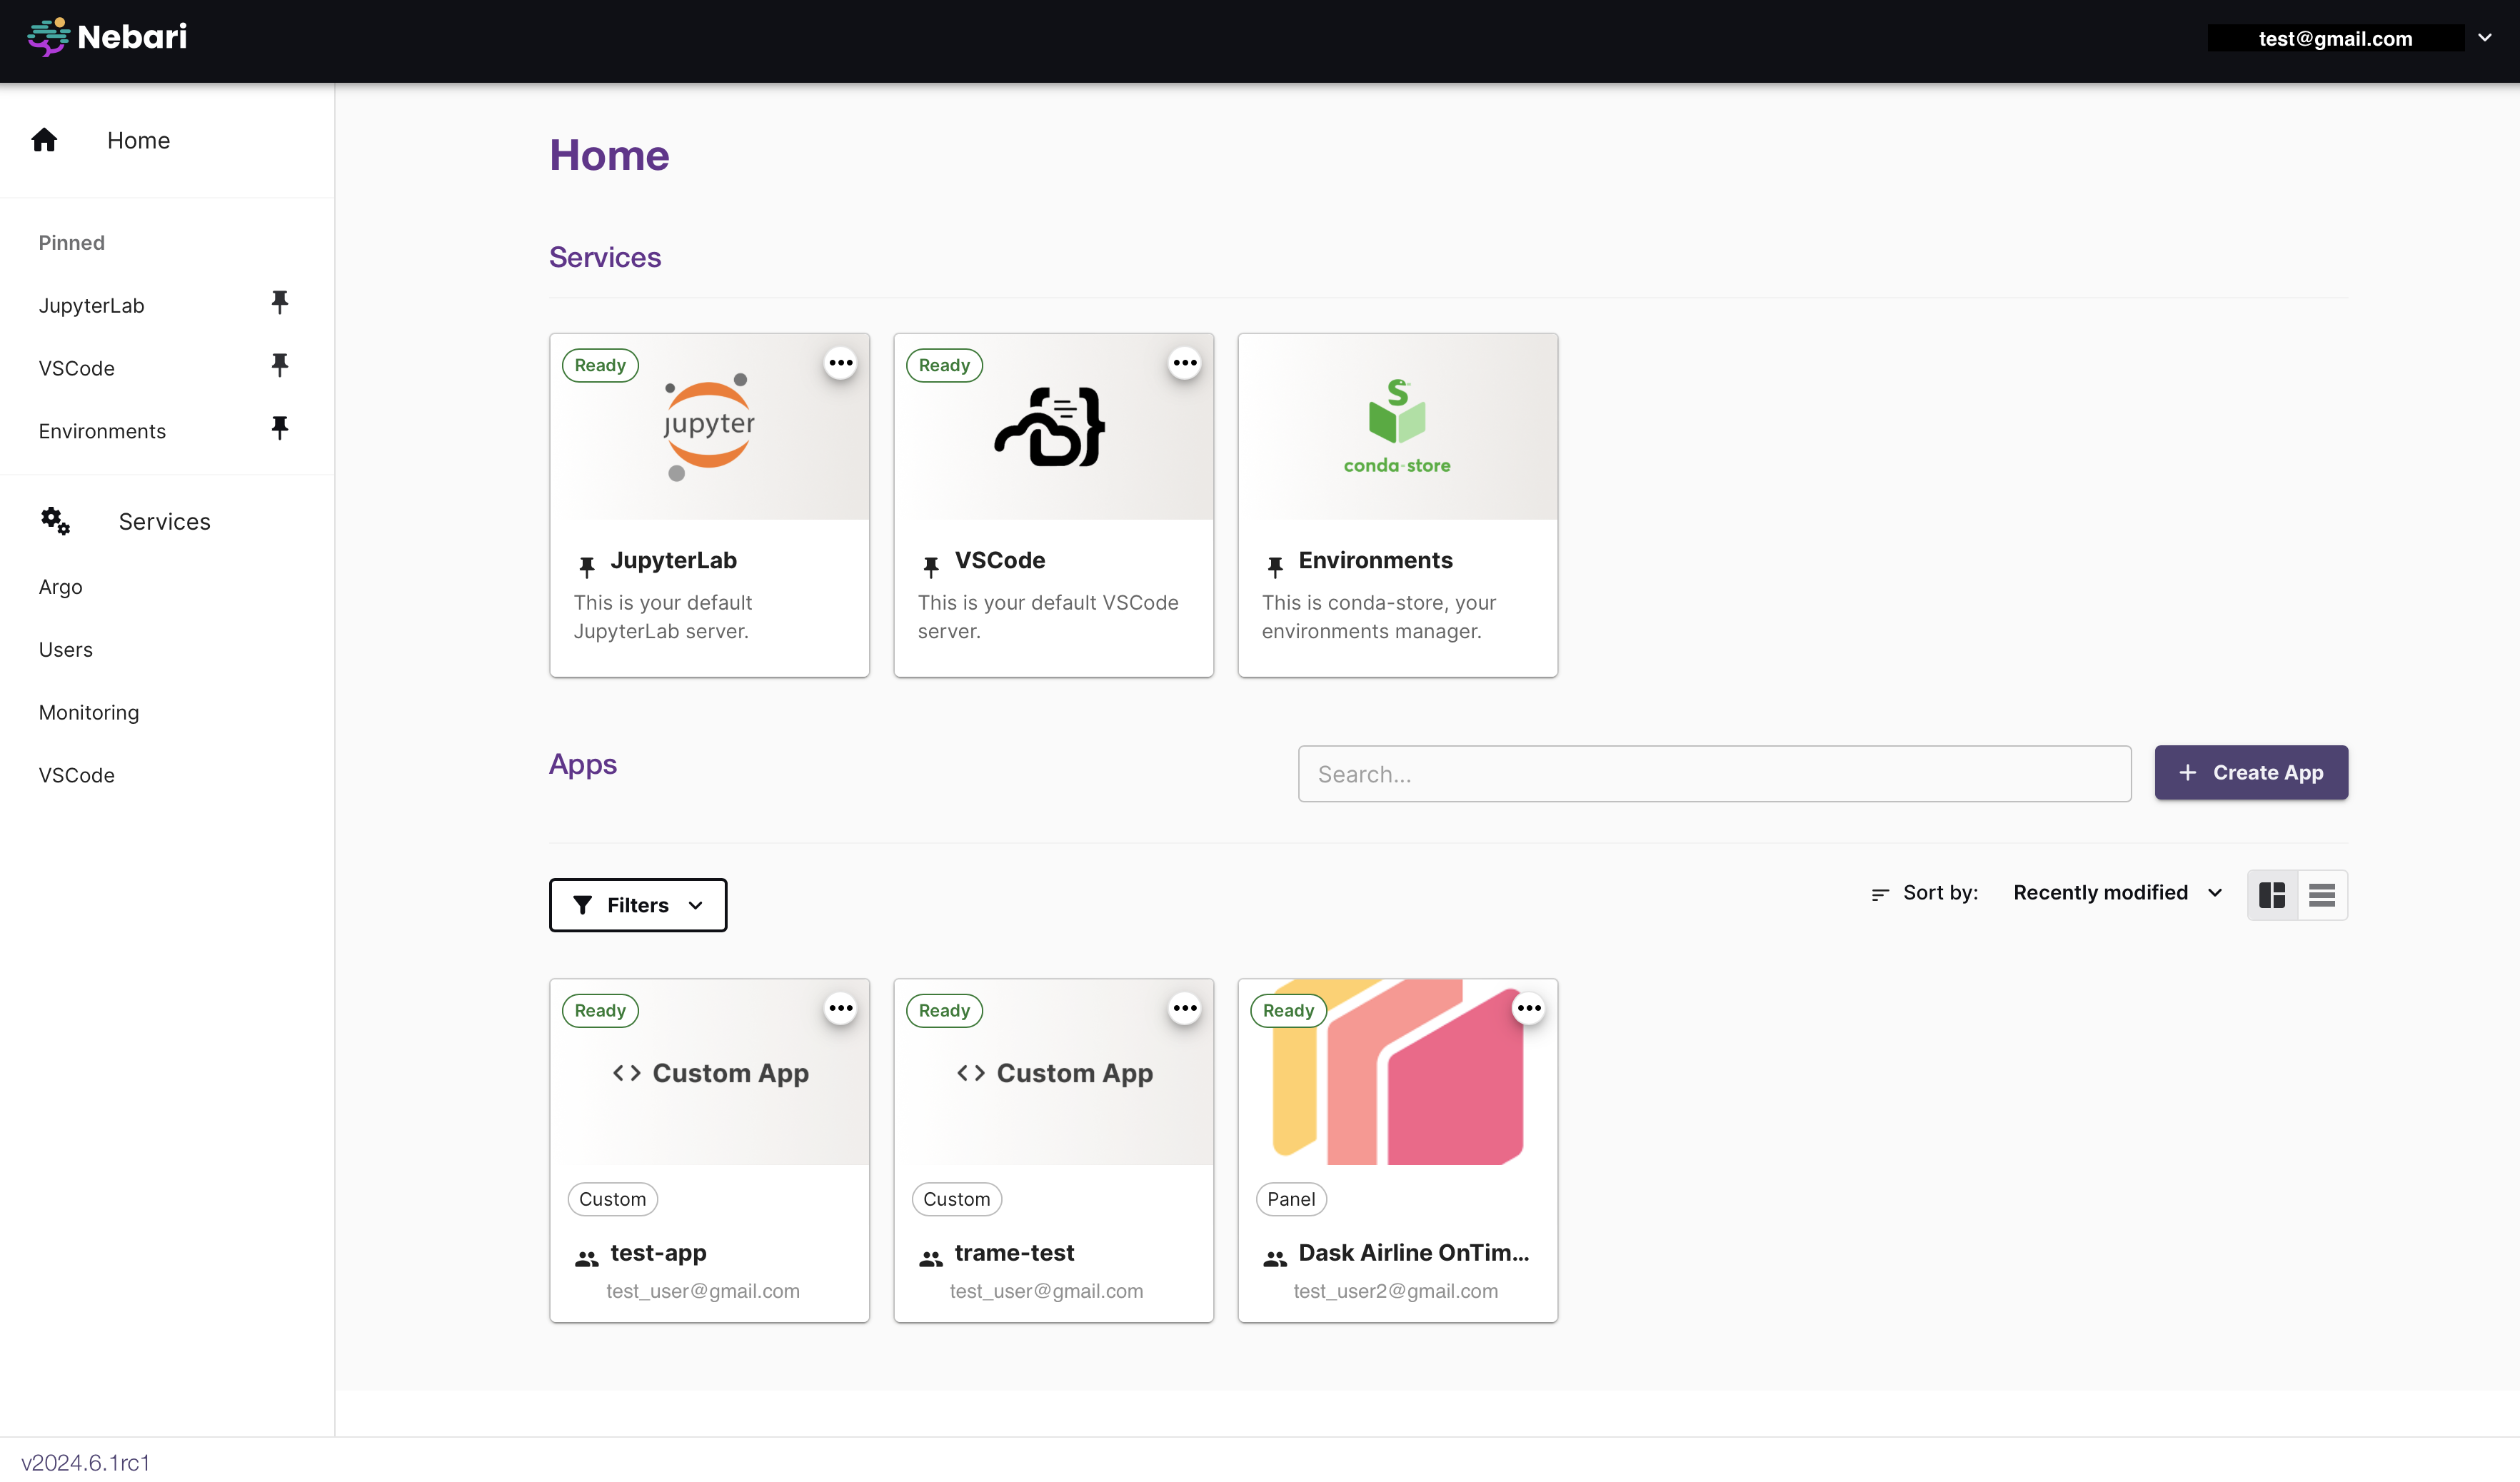 Nebari
test@gmail.com
Home
Pinned
JupyterLab
VSCode
Environments
Services
Argo
Users
Monitoring
VSCode
Home
Services
Ready
jupyter
JupyterLab
This is your default
JupyterLab server.
Ready
VSCode
This is your default VSCode
server.
conda-store
Environments
This is conda-store, your
environments manager.
Apps
Search...
+ Create App
Filters
Sort by: Recently modified
Ready
<> Custom App
Custom
test-app
test_user@gmail.com
Ready
<> Custom App
Custom
trame-test
test_user@gmail.com
Ready
Panel
Dask Airline OnTim...
test_user2@gmail.com
v2024.6.1rc1